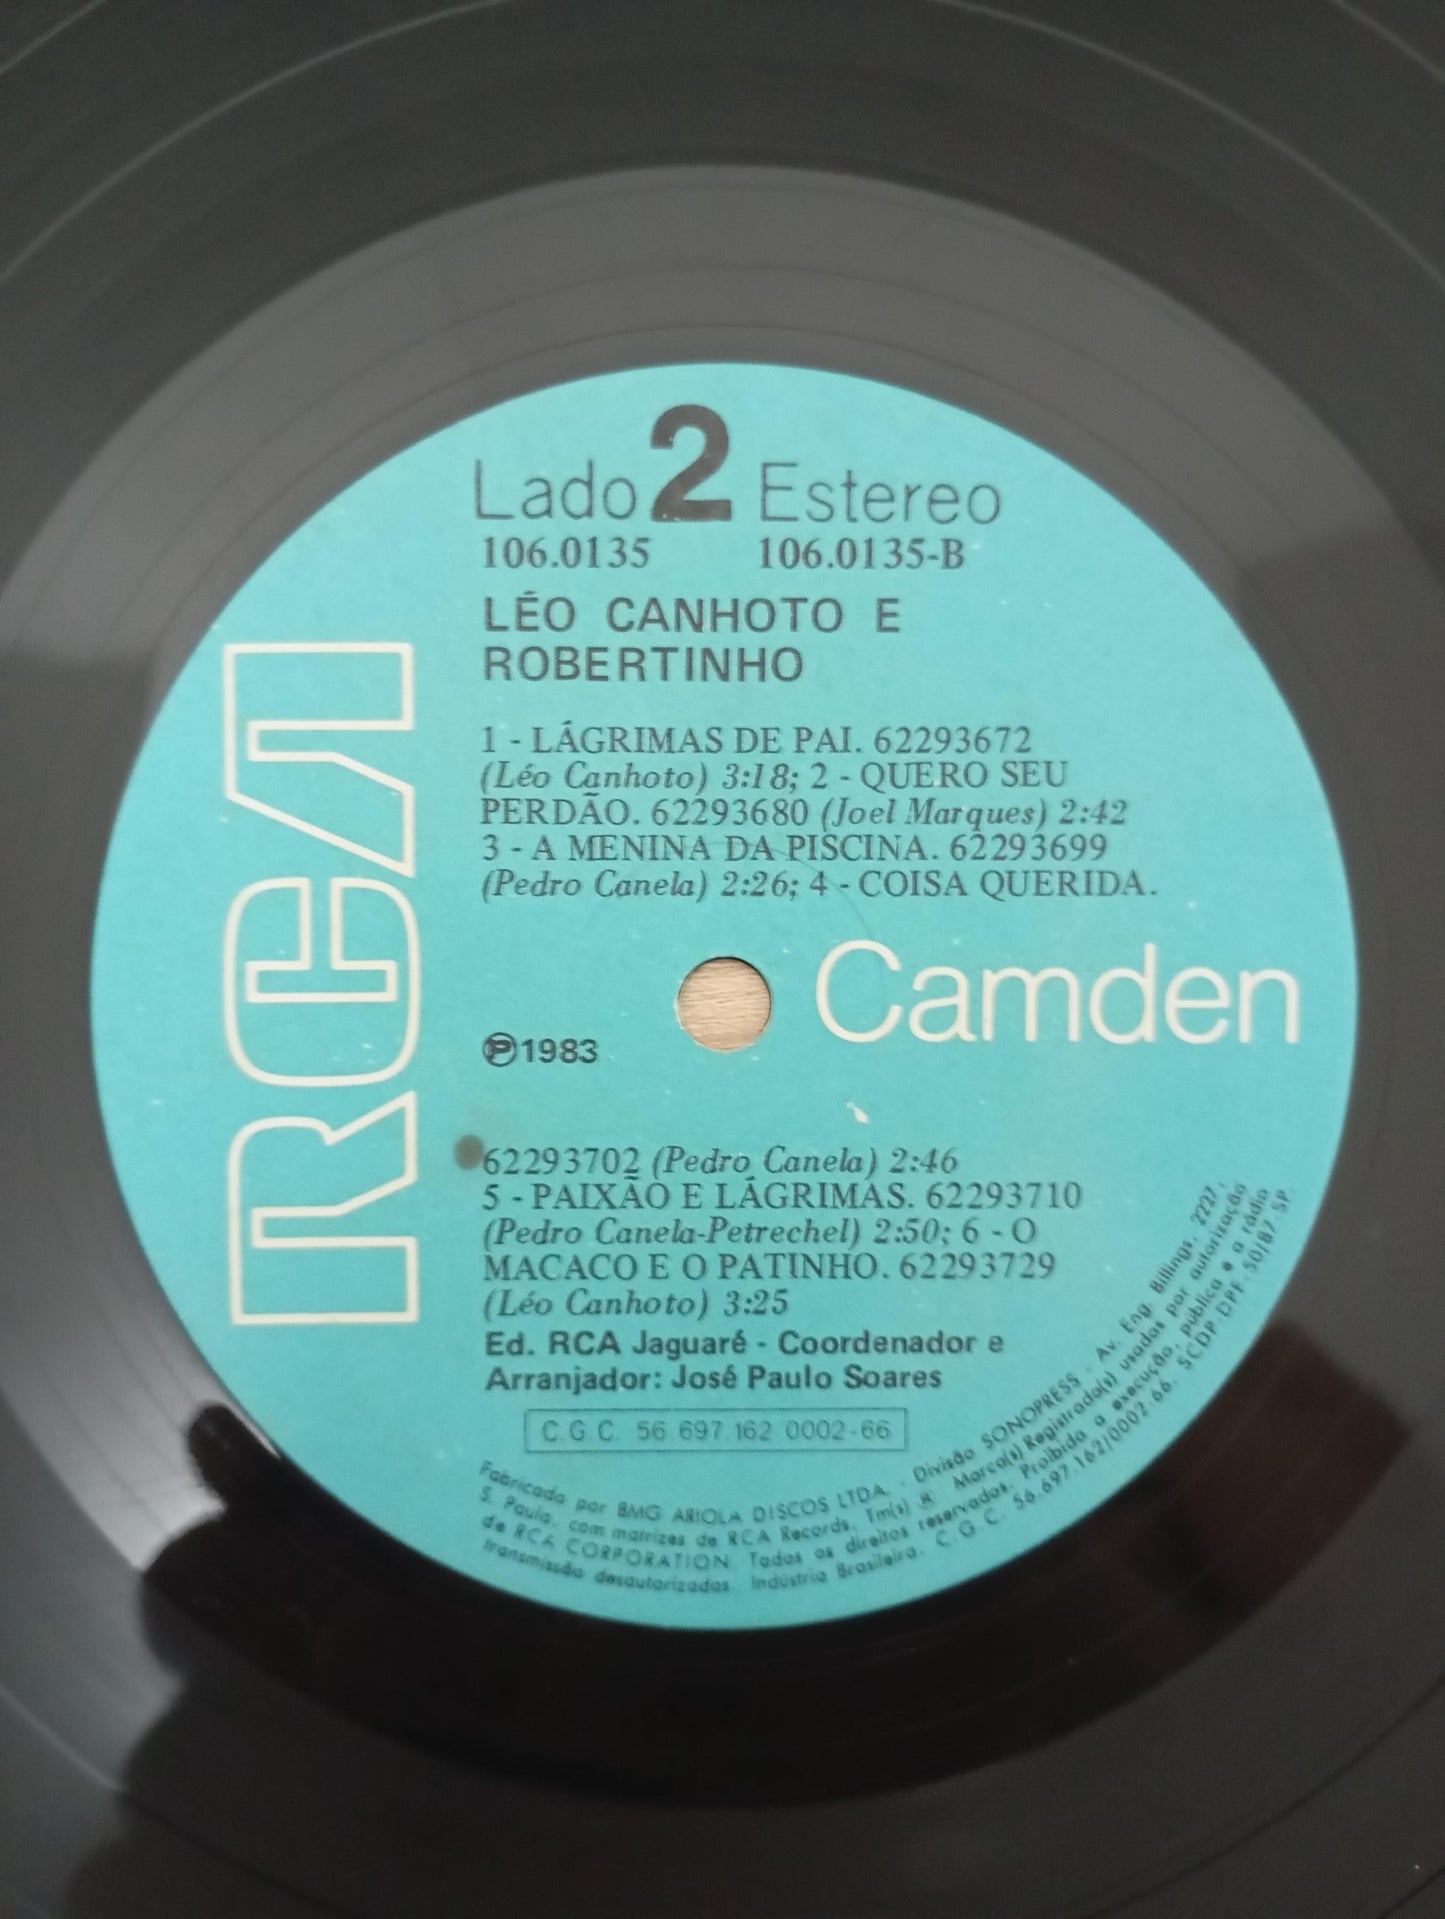 Lado 2 Estereo
106.0135 106.0135-B
LÉO CANHOTO E
ROBERTINHO
RCA
1 - LÁGRIMAS DE PAI. 62293672
(Léo Canhoto) 3:18; 2 - QUERO SEU
PERDÃO. 62293680 (Joel Marques) 2:42
3 - A MENINA DA PISCINA. 62293699
(Pedro Canela) 2:26; 4 - COISA QUERIDA.
Camden
℗1983
62293702 (Pedro Canela) 2:46
5 - PAIXÃO E LÁGRIMAS. 62293710
(Pedro Canela-Petrechel) 2:50; 6 - O
MACACO E O PATINHO. 62293729
(Léo Canhoto) 3:25
Ed. RCA Jaguaré - Coordenador e
Arranjador: José Paulo Soares
C.G.C. 56 697 162 0002-66
Fabricado por BMG ARIOLA DISCOS LTDA. - Divisão SONOPRESS - Av. Eng. Billings, 2227,
S. Paulo, com matrizes de RCA Records, Tm(s) ® Marca(s) Registrada(s) usadas por autorização
de RCA CORPORATION. Todos os direitos reservados. Proibida a execução, pública e a rádio
transmissão desautorizadas. Indústria Brasileira. C.G.C. 56.697.162/0002-66. SCDP-DPF-50/87.SP.